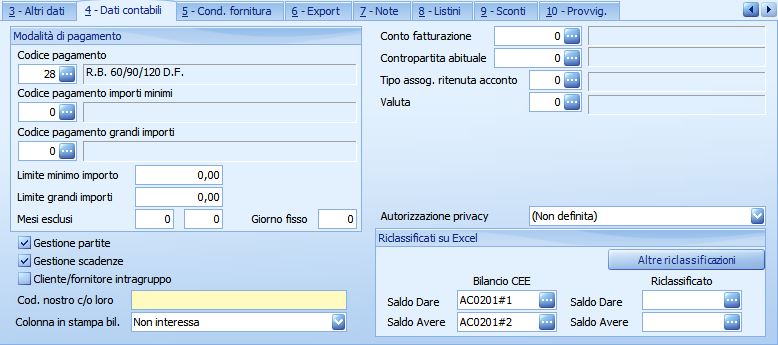 3 - Altri dati 4 - Dati contabili 5 - Cond. fornitura 6 - Export 7 - Note 8 - Listini 9 - Sconti 10 - Provvig.
Modalità di pagamento
Codice pagamento
28 ... R.B. 60/90/120 D.F.
Codice pagamento importi minimi
0 ...
Codice pagamento grandi importi
0 ...
Limite minimo importo 0,00
Limite grandi importi 0,00
Mesi esclusi 0 0 Giorno fisso 0
Gestione partite
Gestione scadenze
Cliente/fornitore intragruppo
Cod. nostro c/o loro
Colonna in stampa bil. Non interessa
Conto fatturazione 0 ...
Contropartita abituale 0 ...
Tipo assog. ritenuta acconto 0 ...
Valuta 0 ...
Autorizzazione privacy (Non definita)
Riclassificati su Excel
Altre riclassificazioni
Bilancio CEE Riclassificato
Saldo Dare AC0201#1 ... Saldo Dare ...
Saldo Avere AC0201#2 ... Saldo Avere ...